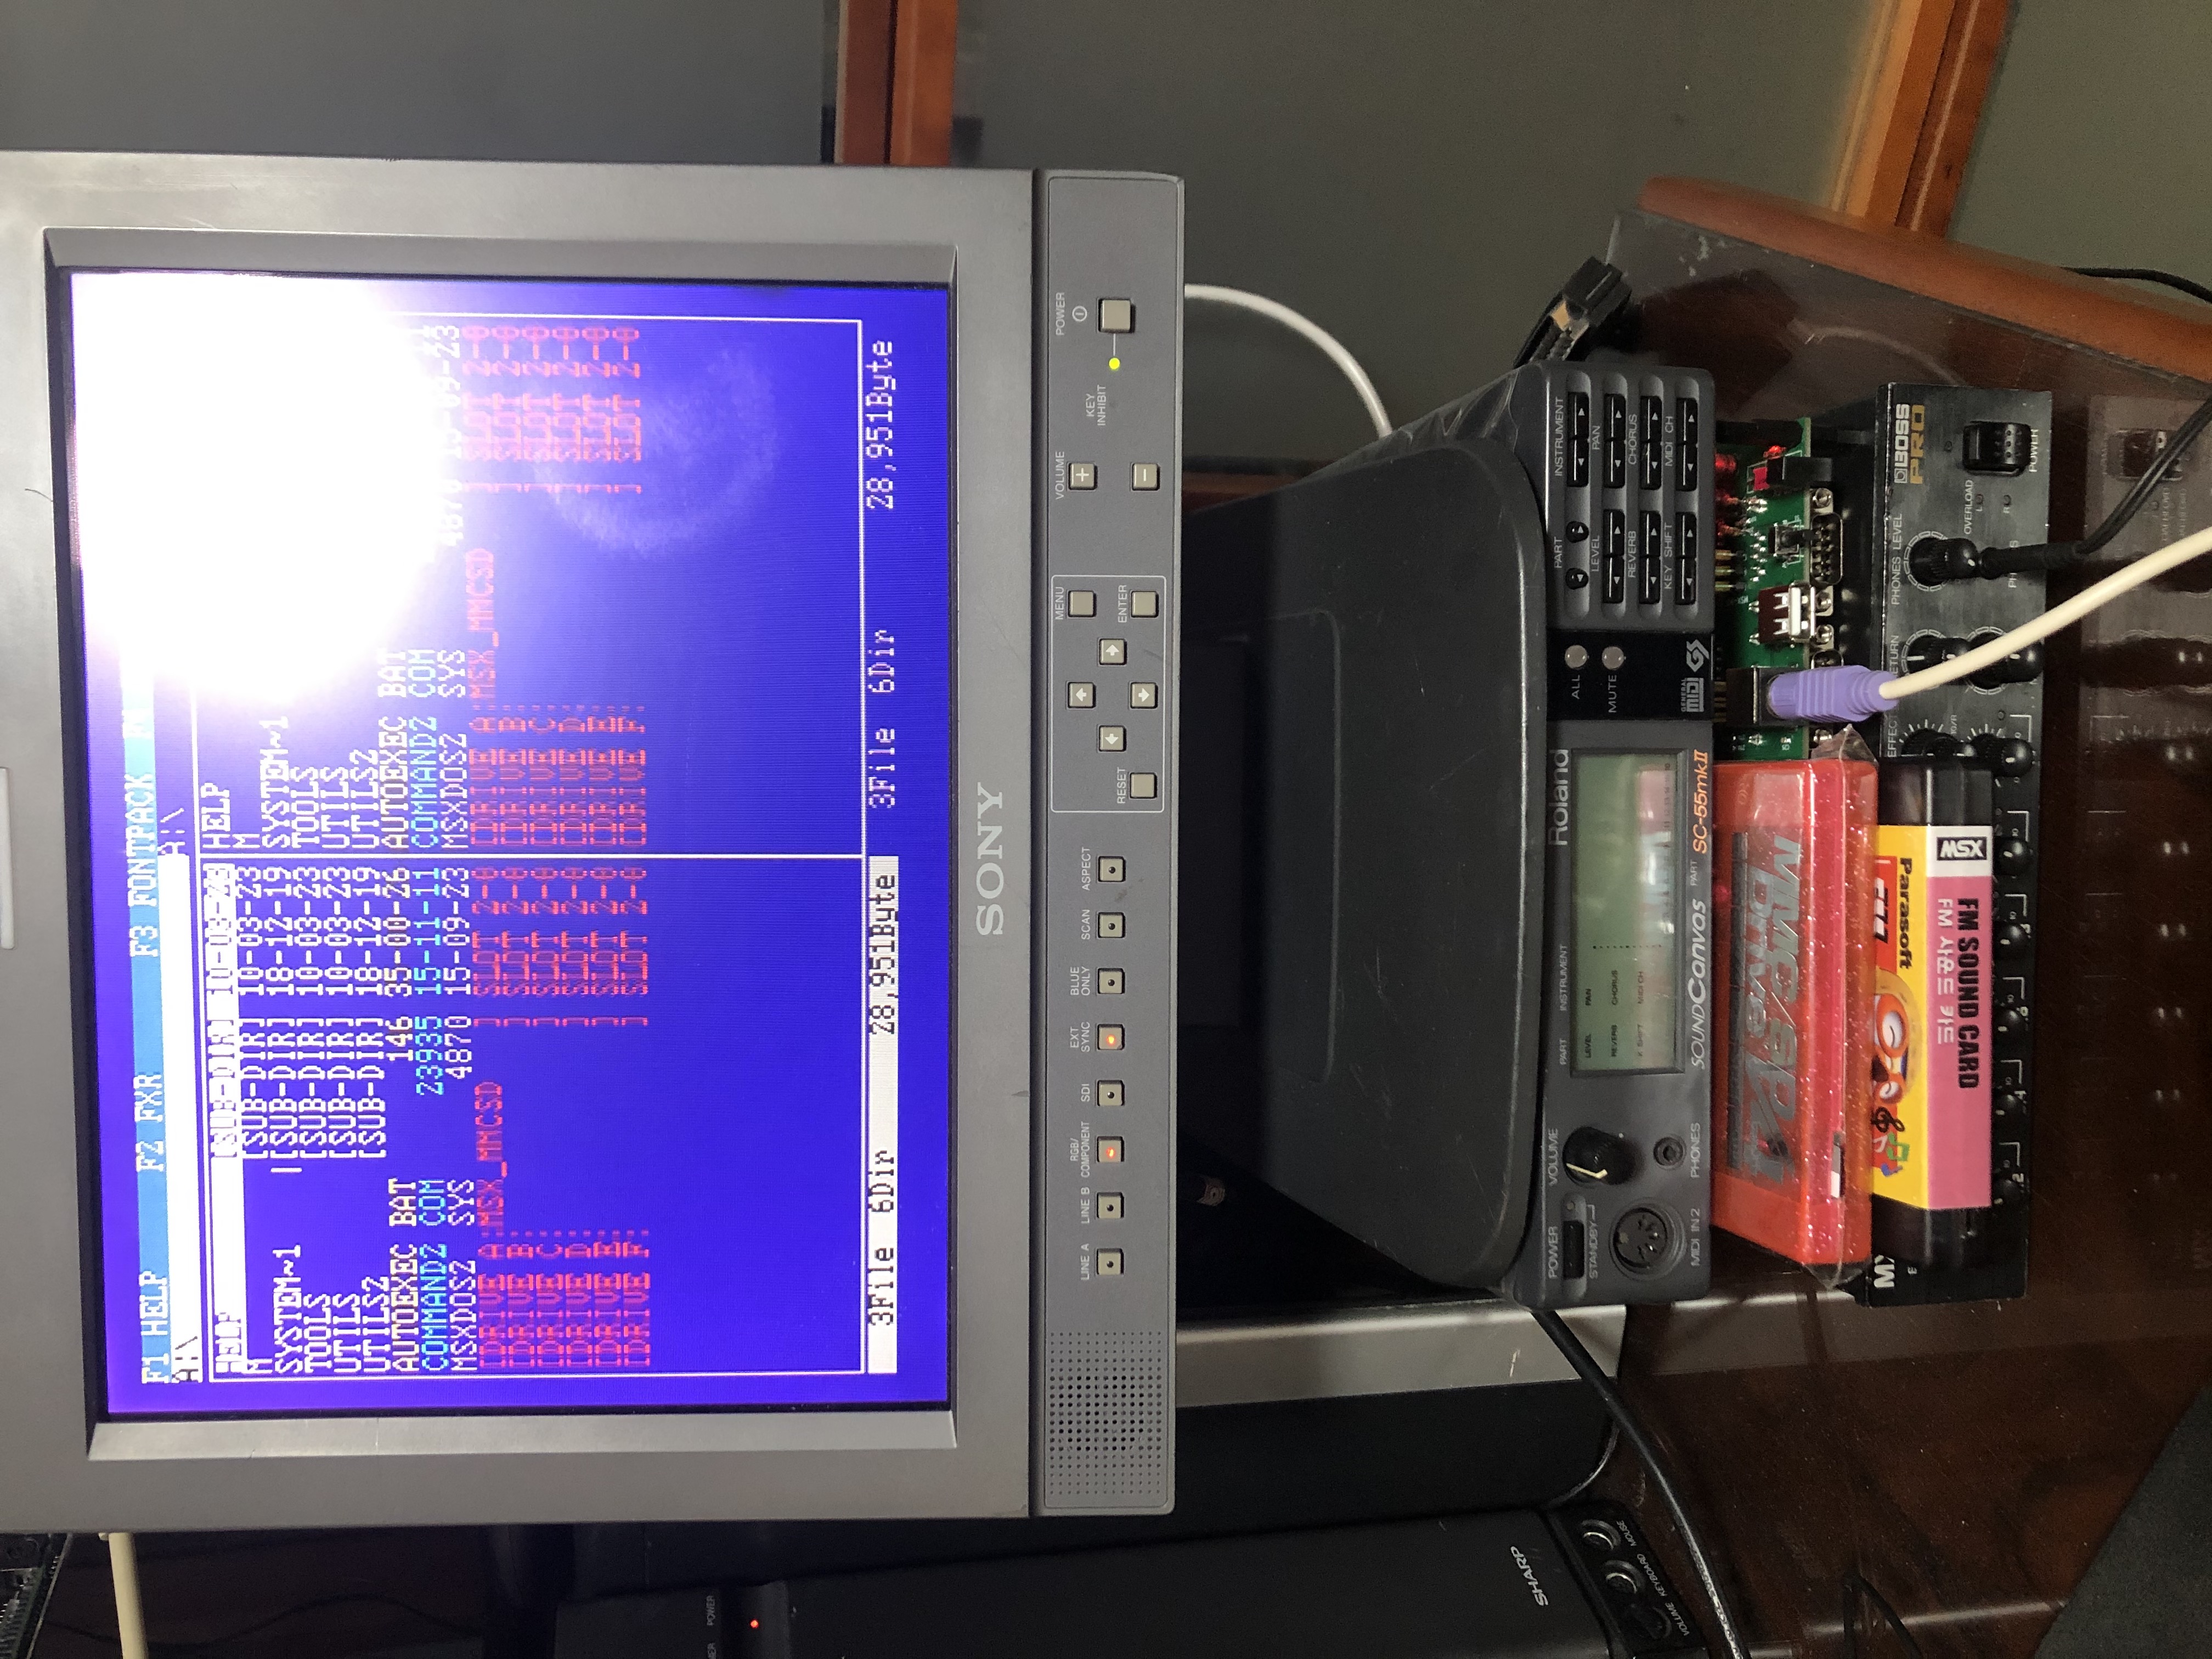 F1 HELP F2 FXR F3 FONTPACK F4
A:\ A:\
HELP [SUB-DIR] 10-03-23 HELP
M [SUB-DIR] 10-03-23 M
SYSTEM~1 [SUB-DIR] 18-12-19 SYSTEM~1
TOOLS [SUB-DIR] 10-03-23 TOOLS
UTILS [SUB-DIR] 10-03-23 UTILS
UTILS2 [SUB-DIR] 18-12-19 UTILS2
AUTOEXEC BAT 146 35-00-26 AUTOEXEC BAT
COMMAND2 COM 23935 15-11-11 COMMAND2 COM 11
MSXDOS2 SYS 4870 15-09-23 MSXDOS2 SYS 4870 15-09-23
[DRIVE A:MSX_MMCSD ] SLOT 2-0 [DRIVE A:MSX_MMCSD ] SLOT 2-0
[DRIVE B: ] SLOT 2-0 [DRIVE B: ] SLOT 2-0
[DRIVE C: ] SLOT 2-0 [DRIVE C: ] SLOT 2-0
[DRIVE D: ] SLOT 2-0 [DRIVE D: ] SLOT 2-0
[DRIVE E: ] SLOT 2-0 [DRIVE E: ] SLOT 2-0
[DRIVE F: ] SLOT 2-0 [DRIVE F: ] SLOT 2-0
3File 6Dir 28,951Byte 3File 6Dir 28,951Byte
POWER
SONY
LINE A LINE B RGB/COMPONENT SDI EXT SYNC BLUE ONLY SCAN ASPECT
MENU
RESET ENTER
VOLUME
KEY INHIBIT
POWER
SHARP
VOLUME KEYBOARD MOUSE
POWER VOLUME
STANDBY
MIDI IN 2 PHONES
PART INSTRUMENT
Roland
LEVEL PAN
REVERB CHORUS
K SHIFT MIDI CH
SOUND Canvas PART SC-55mkII
ALL
MUTE
GENERAL MIDI GS
PART INSTRUMENT
LEVEL PAN
REVERB CHORUS
KEY SHIFT MIDI CH
MMC/SD V4
Drive
Parasoft
FM 사운드 카드
FM SOUND CARD
MSX
EFFECT RETURN PHONES LEVEL
BOSS
PRO
OVERLOAD
L
R
PHONES
POWER